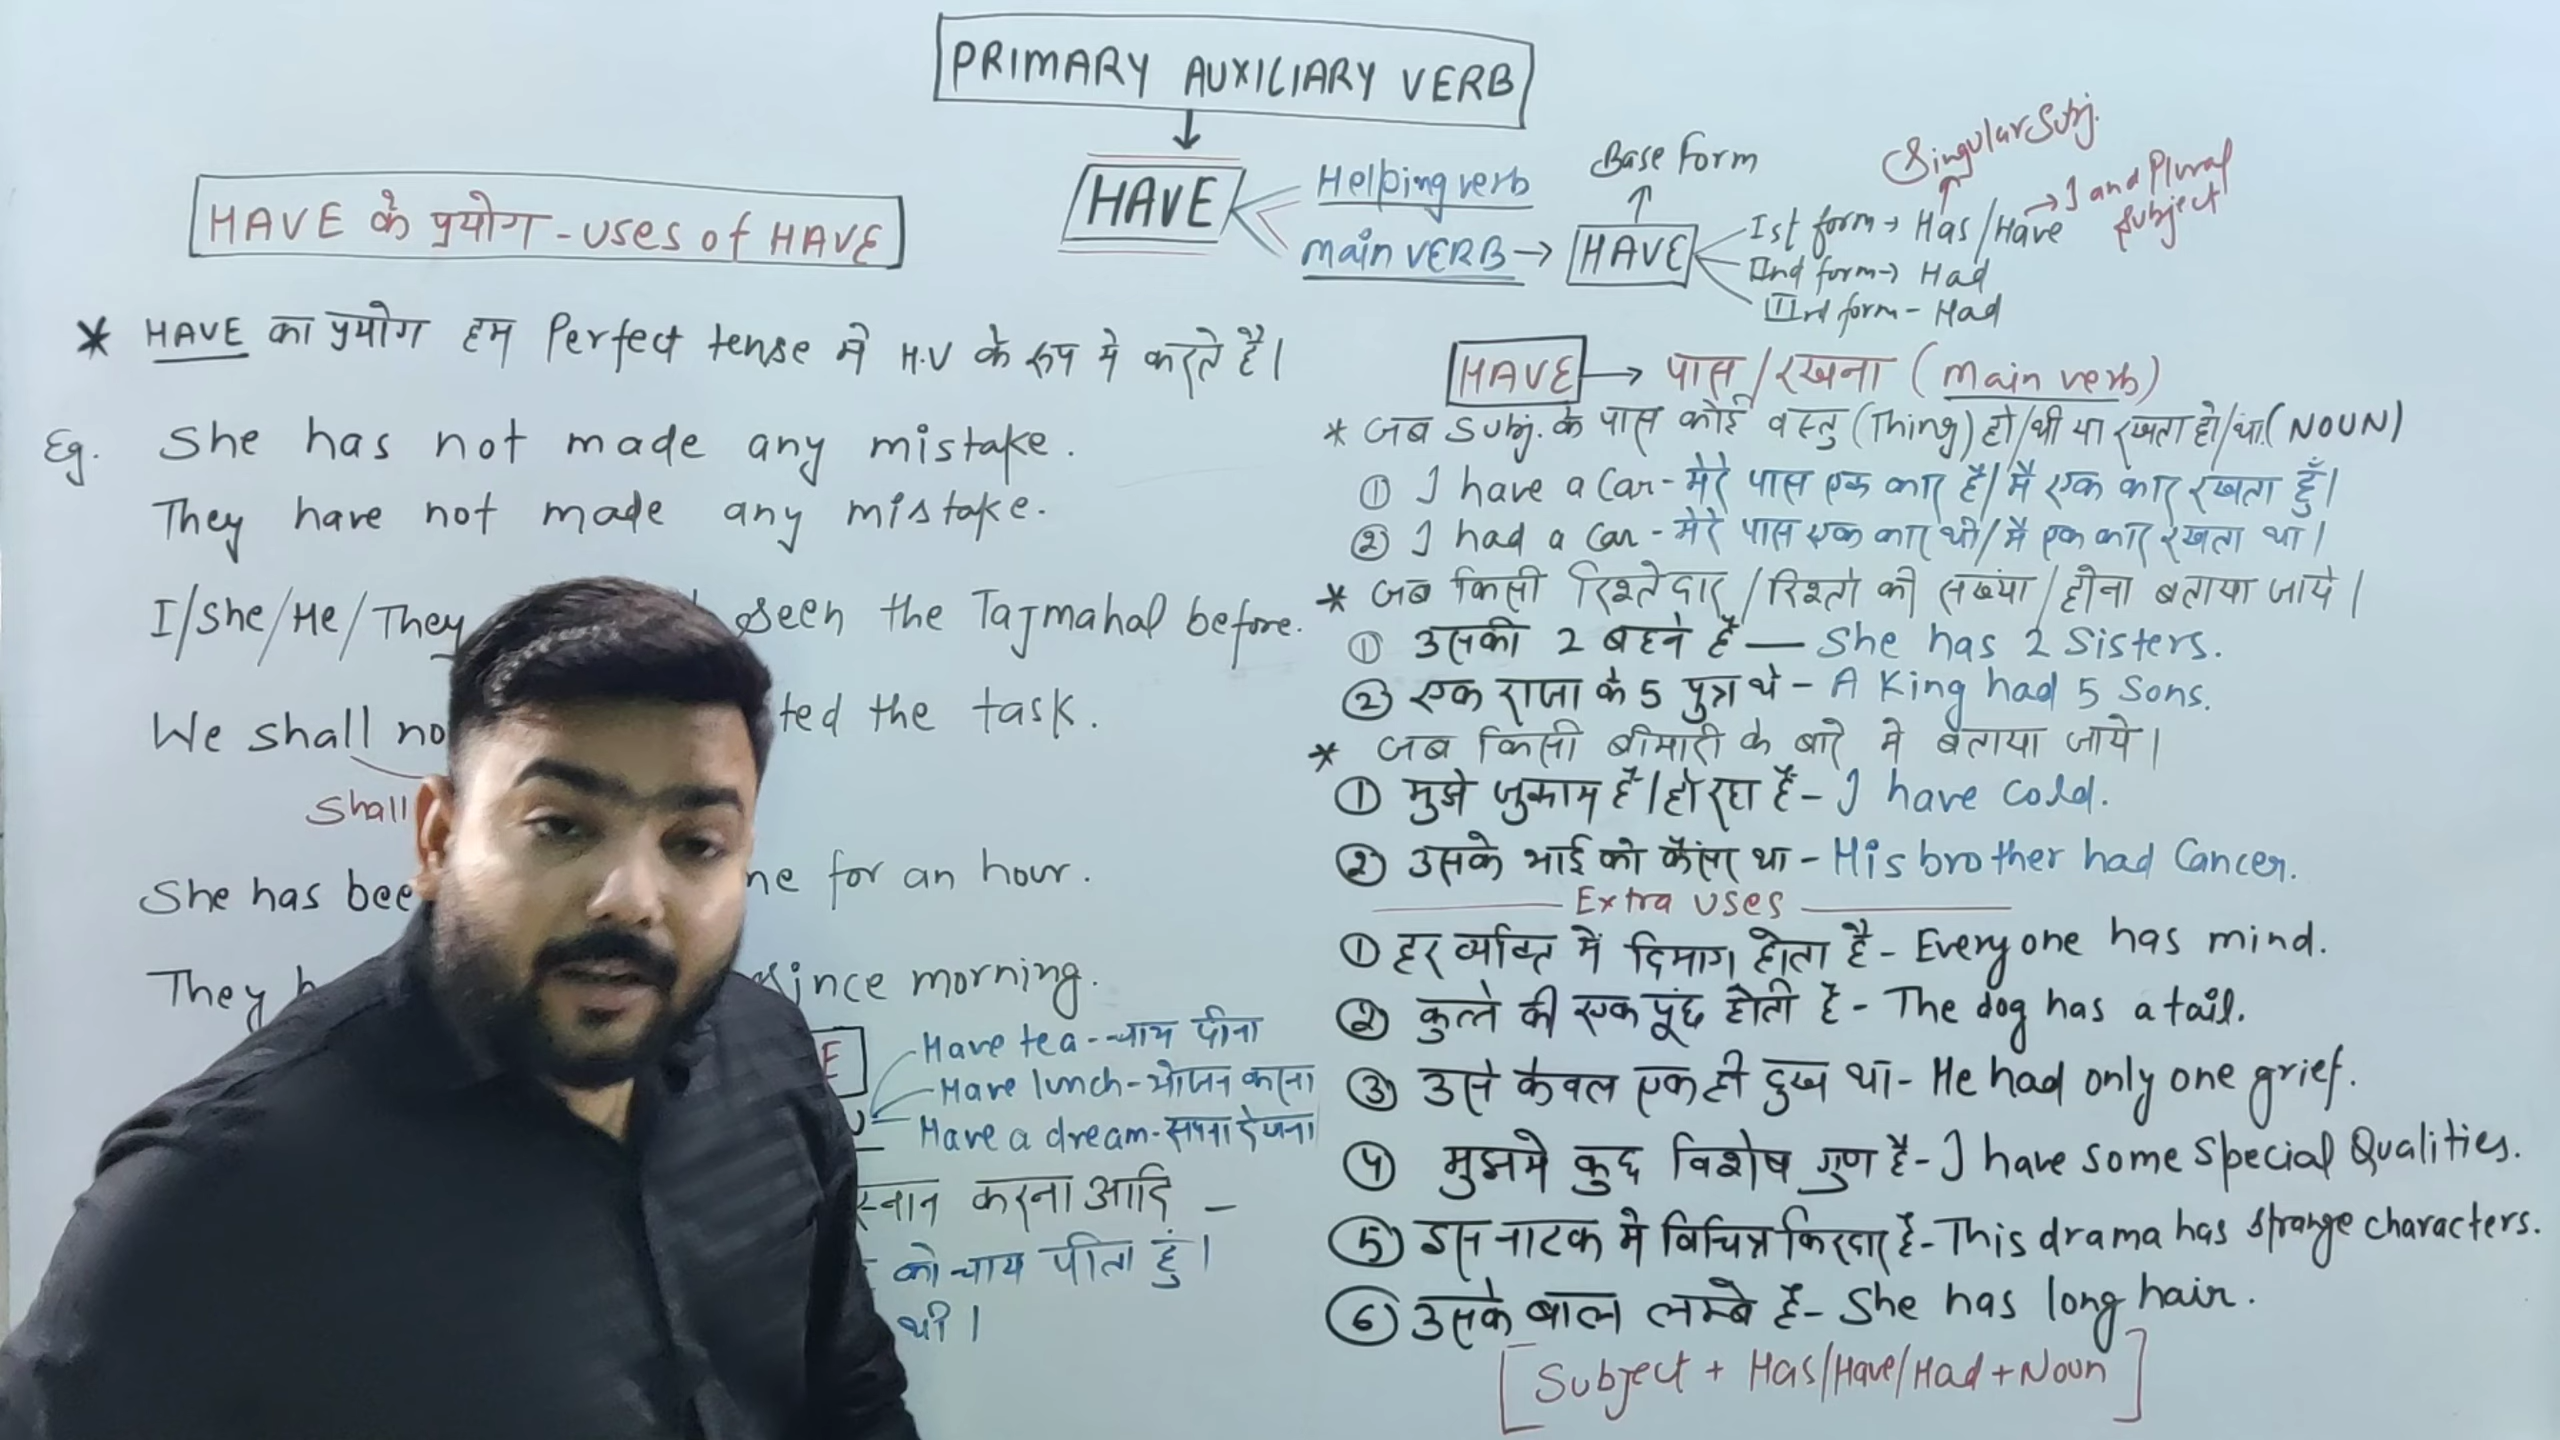 PRIMARY AUXILIARY VERB
HAVE
Helping verb
main VERB → HAVE
Base form
Ist form → Has/Have
Singular Subj.
→ I and Plural Subject
IInd form → Had
IIIrd form - Had
HAVE के प्रयोग - uses of HAVE
* HAVE का प्रयोग हम Perfect tense मे H.V के रूप मे करते है।
Eg. She has not made any mistake.
They have not made any mistake.
I/She/He/They seen the Tajmahal before.
We shall the task.
Shall
She has for an hour.
They since morning.
Have tea - चाय पीना
Have lunch - भोजन करना
Have a dream - सपना देखना
स्नान करना आदि -
को चाय पीता हुं।
थी।
HAVE → पास/रखना (main verb)
* जब Subj. के पास कोई वस्तु (Thing) हो/थी या रखता हो/था (NOUN)
① I have a Car - मेरे पास एक कार है/मै एक कार रखता हूँ।
② I had a Car - मेरे पास एक कार थी/मै एक कार रखता था।
* जब किसी रिश्तेदार/रिश्तो की संख्या/होना बताया जाये।
① उसकी 2 बहने है — She has 2 Sisters.
② एक राजा के 5 पुत्र थे - A King had 5 Sons.
* जब किसी बीमारी के बारे मे बताया जाये।
① मुझे जुकाम है/हो रहा है - I have Cold.
② उसके भाई को कैंसर था - His brother had Cancer.
Extra uses
① हर व्यक्ति में दिमाग होता है - Everyone has mind.
② कुत्ते की एक पूंछ होती है - The dog has a tail.
③ उसे केवल एक ही दुख था - He had only one grief.
④ मुझमे कुछ विशेष गुण है - I have some special Qualities.
⑤ इस नाटक मे विचित्र किरदार है - This drama has strange characters.
⑥ उसके बाल लम्बे है - She has long hair.
[Subject + Has/Have/Had + Noun]